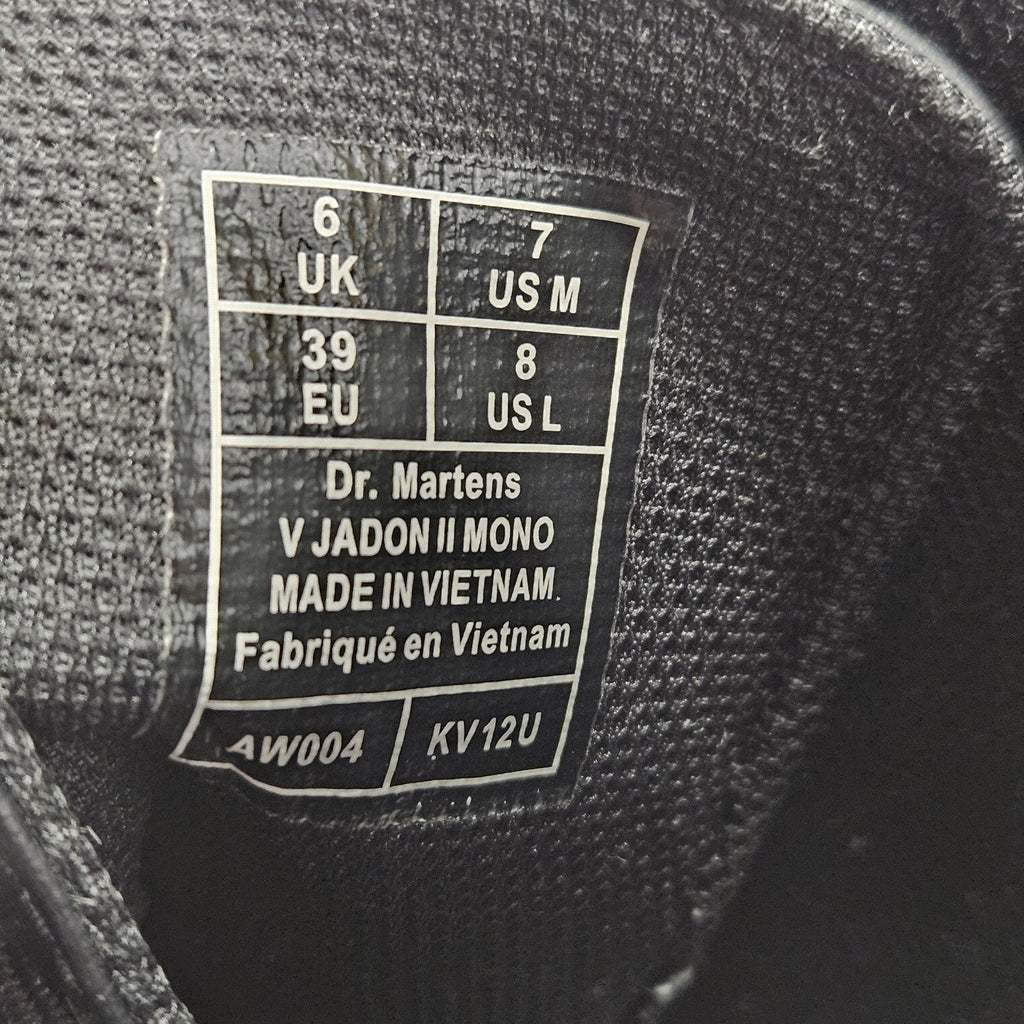 6 UK
7 US M
39 EU
8 US L
Dr. Martens
V JADON II MONO
MADE IN VIETNAM.
Fabriqué en Vietnam
AW004
KV12U